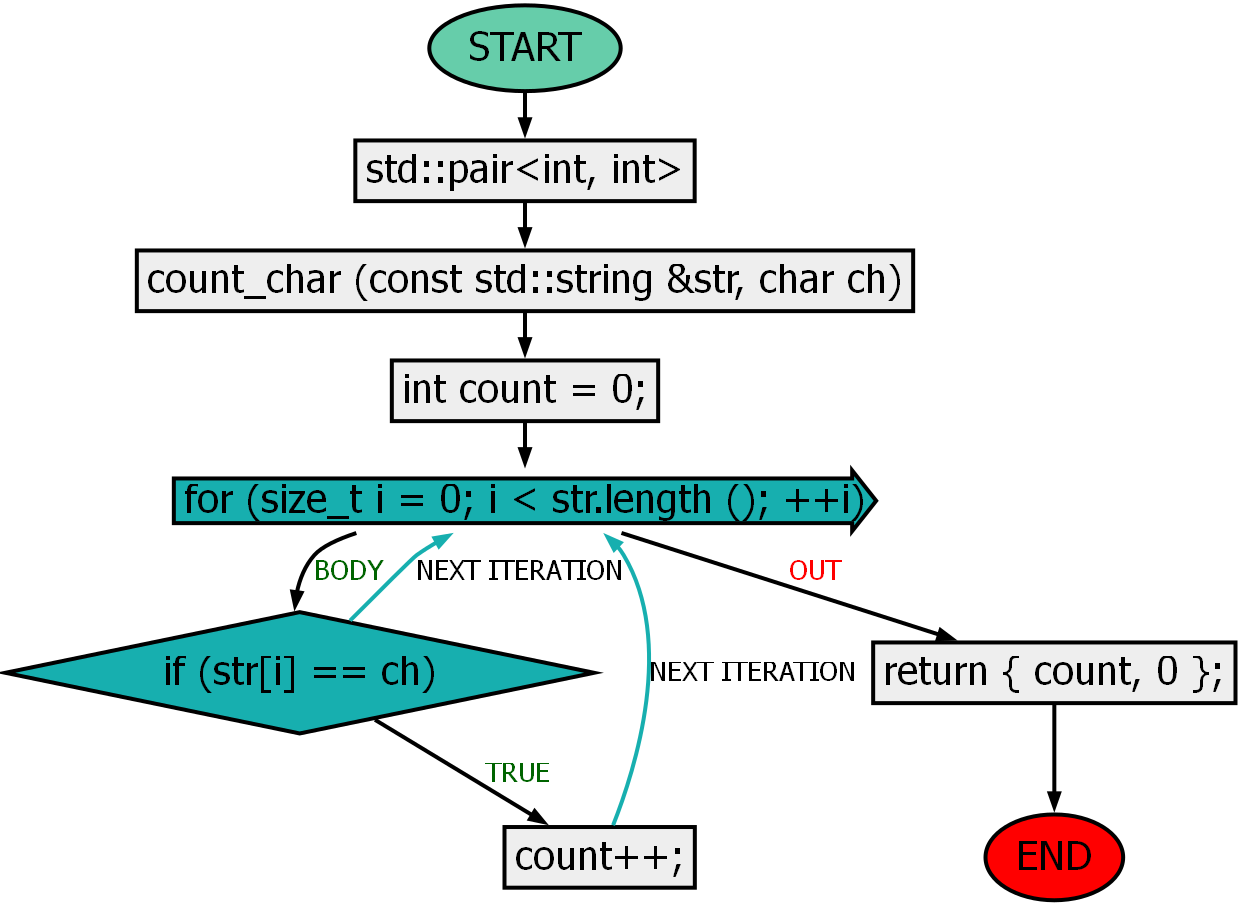 START
std::pair<int, int>
count_char (const std::string &str, char ch)
int count = 0;
for (size_t i = 0; i < str.length (); ++i)
BODY
NEXT ITERATION
OUT
if (str[i] == ch)
NEXT ITERATION
return { count, 0 };
TRUE
count++;
END